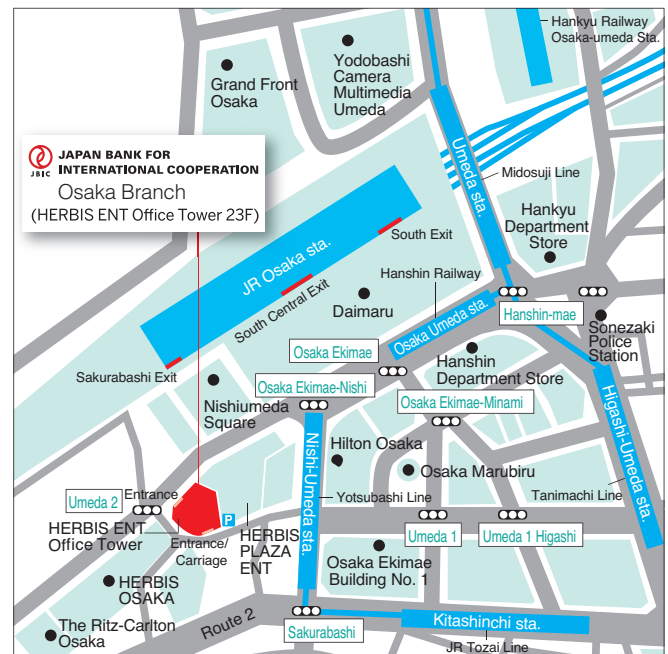 Hankyu Railway
Osaka-umeda Sta.
Grand Front
Osaka
Yodobashi
Camera
Multimedia
Umeda
JBIC
JAPAN BANK FOR
INTERNATIONAL COOPERATION
Osaka Branch
(HERBIS ENT Office Tower 23F)
Umeda sta.
Midosuji Line
Hankyu
Department
Store
South Exit
JR Osaka sta.
South Central Exit
Hanshin Railway
Daimaru
Osaka Umeda sta.
Hanshin-mae
Sonezaki
Police
Station
Osaka Ekimae
Hanshin
Department Store
Sakurabashi Exit
Osaka Ekimae-Nishi
Osaka Ekimae-Minami
Nishiumeda
Square
Higashi-Umeda sta.
Nishi-Umeda sta.
Hilton Osaka
Osaka Marubiru
Yotsubashi Line
Tanimachi Line
Umeda 2
Entrance
P
HERBIS ENT
Office Tower
Entrance/
Carriage
HERBIS
PLAZA
ENT
Umeda 1
Umeda 1 Higashi
Osaka Ekimae
Building No. 1
HERBIS
OSAKA
The Ritz-Carlton
Osaka
Route 2
Sakurabashi
Kitashinchi sta.
JR Tozai Line